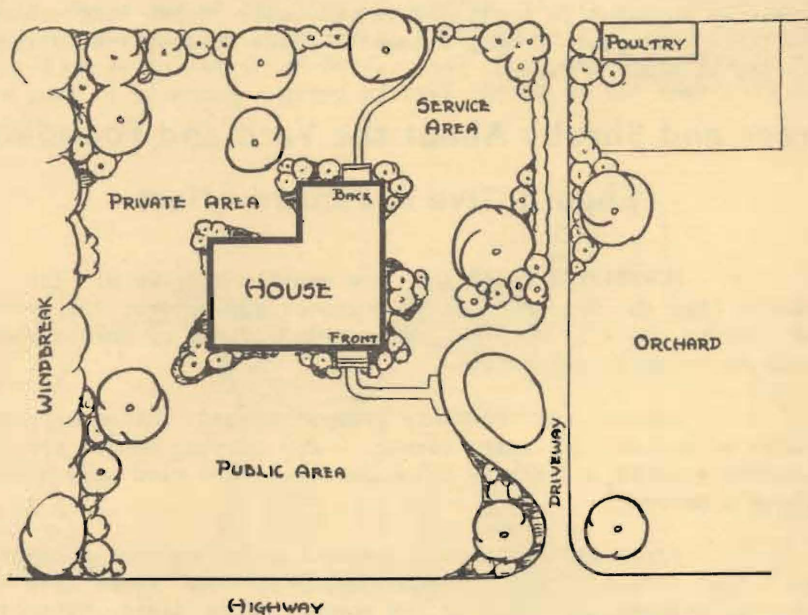 POULTRY
SERVICE
AREA
BACK
PRIVATE AREA
HOUSE
FRONT
WINDBREAK
ORCHARD
DRIVEWAY
PUBLIC AREA
HIGHWAY